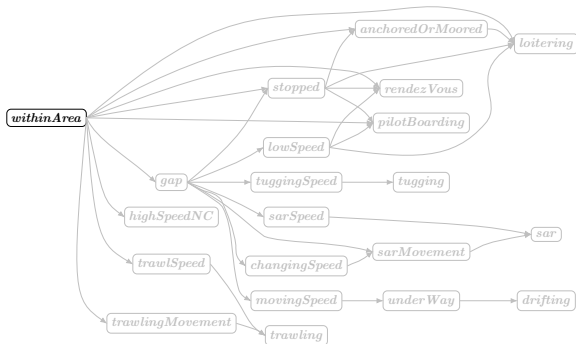 anchoredOrMoored
loitering
stopped
rendezVous
withinArea
pilotBoarding
lowSpeed
gap
tuggingSpeed
tugging
highSpeedNC
sarSpeed
sar
sarMovement
trawlSpeed
changingSpeed
movingSpeed
underWay
drifting
trawlingMovement
trawling